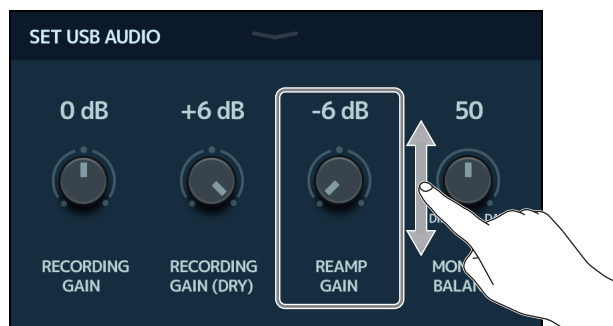 SET USB AUDIO
0 dB
+6 dB
-6 dB
50
RECORDING
GAIN
RECORDING
GAIN (DRY)
REAMP
GAIN